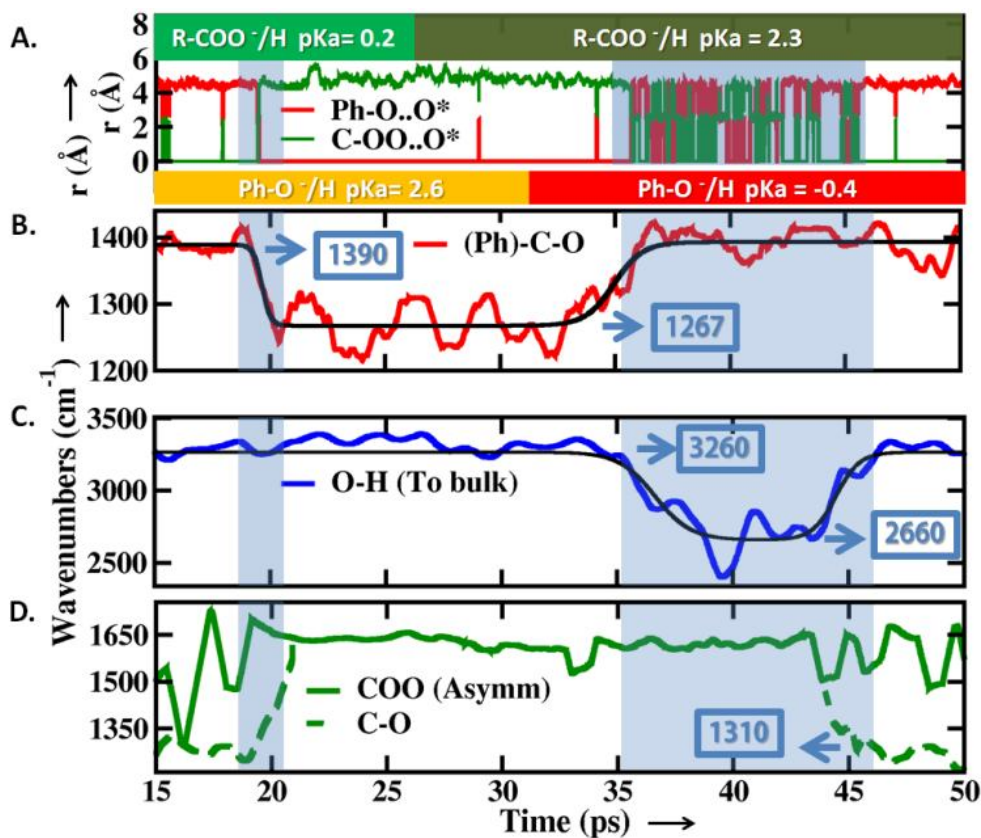 A.
8
6
4
2
0
r (Å)
r (Å)
R-COO ⁻/H pKa= 0.2
R-COO ⁻/H pKa = 2.3
Ph-O..O*
C-OO..O*
Ph-O ⁻/H pKa= 2.6
Ph-O ⁻/H pKa = -0.4
B.
1400
1300
1200
(Ph)-C-O
1390
1267
Wavenumbers (cm⁻¹)
C.
3500
3000
2500
O-H (To bulk)
3260
2660
D.
1650
1500
1350
COO (Asymm)
C-O
1310
15 20 25 30 35 40 45 50
Time (ps)